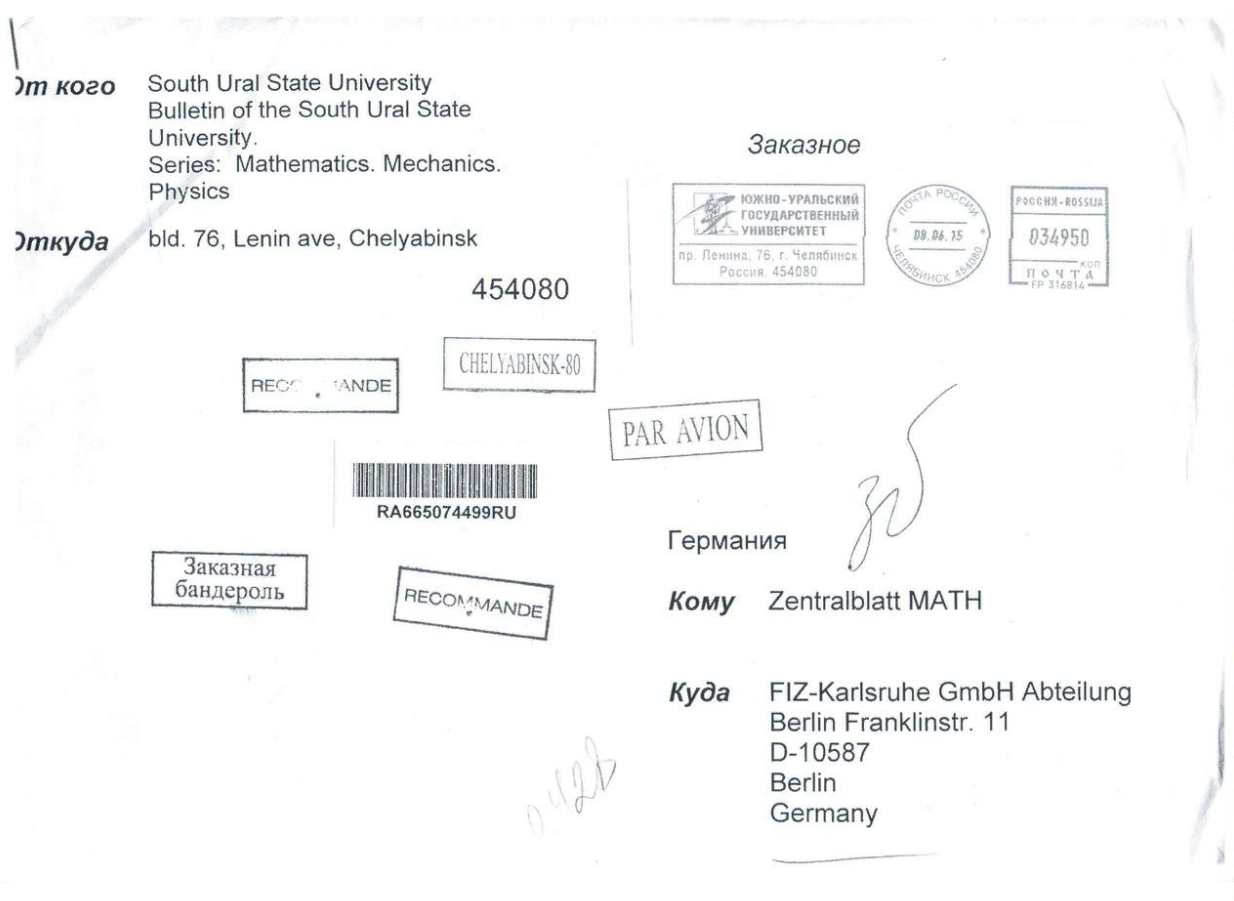 От кого
South Ural State University
Bulletin of the South Ural State
University.
Series: Mathematics. Mechanics.
Physics
Откуда
bld. 76, Lenin ave, Chelyabinsk
454080
Заказное
ЮЖНО-УРАЛЬСКИЙ
ГОСУДАРСТВЕННЫЙ
УНИВЕРСИТЕТ
пр. Ленина, 76, г. Челябинск
Россия, 454080
ПОЧТА РОССИИ
08.06.15
ЧЕЛЯБИНСК 454080
РОССИЯ-ROSSIJA
034950
КОП
ПОЧТА
FP 316814
RECOMMANDE
CHELYABINSK-80
PAR AVION
RA665074499RU
Заказная
бандероль
RECOMMANDE
Германия
Кому
Zentralblatt MATH
Куда
FIZ-Karlsruhe GmbH Abteilung
Berlin Franklinstr. 11
D-10587
Berlin
Germany